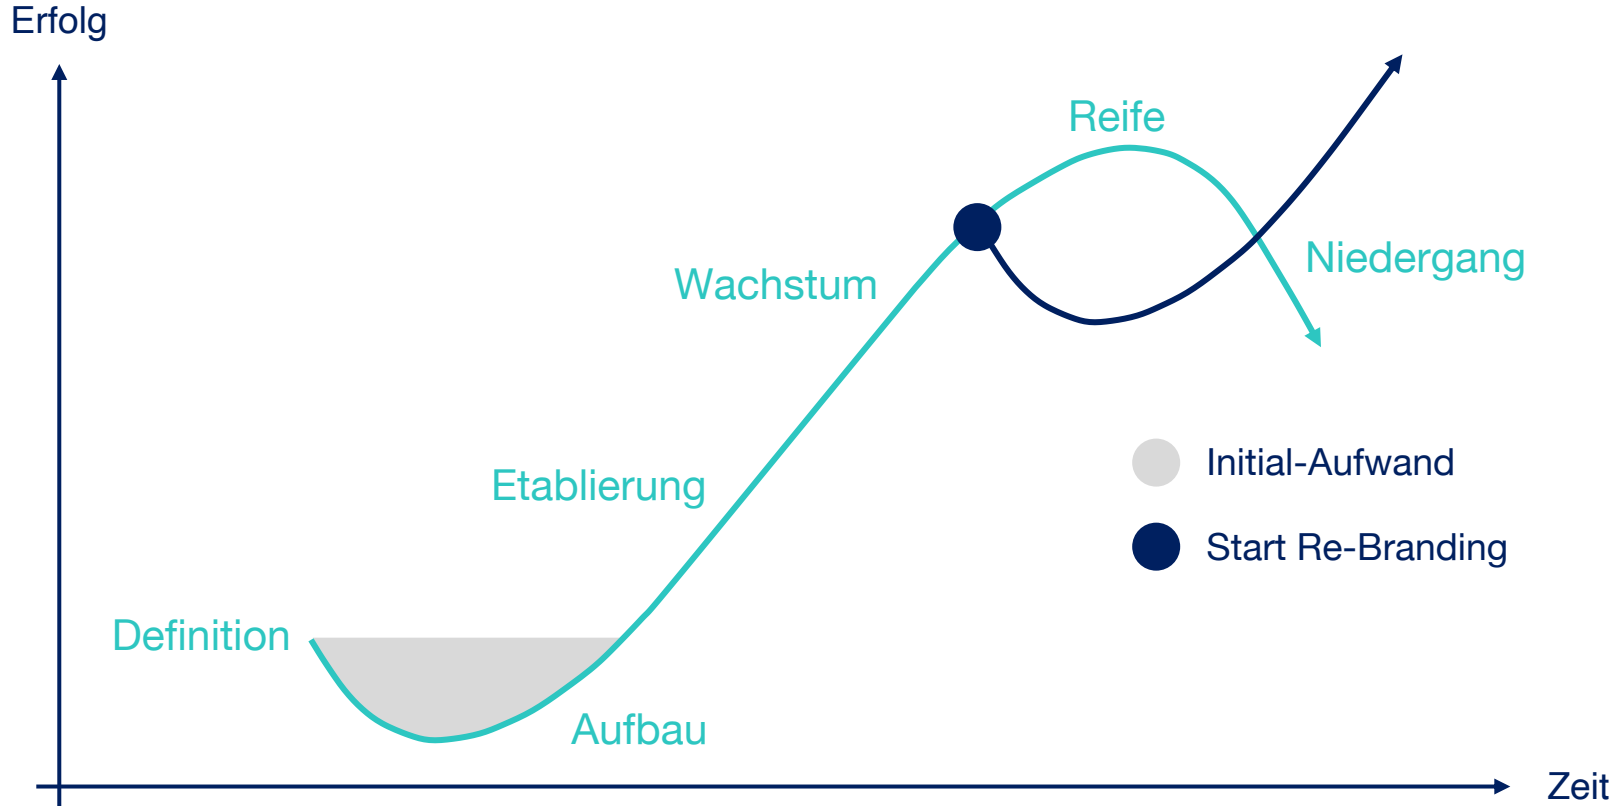 Erfolg
Reife
Niedergang
Wachstum
Initial-Aufwand
Etablierung
Start Re-Branding
Definition
Aufbau
Zeit